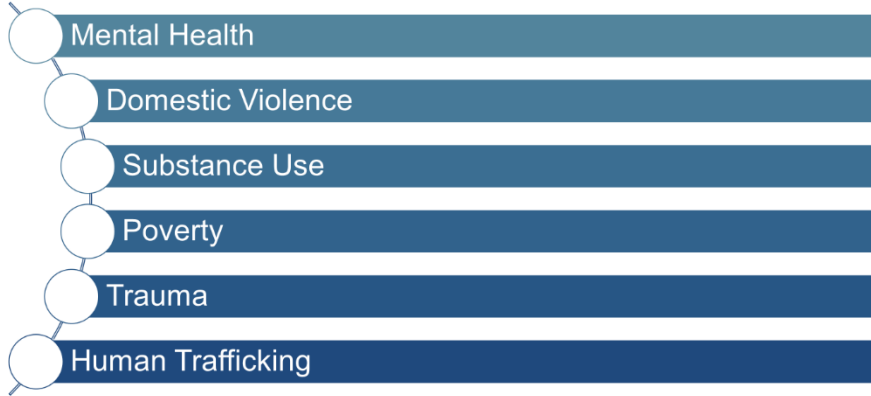 Mental Health
Domestic Violence
Substance Use
Poverty
Trauma
Human Trafficking